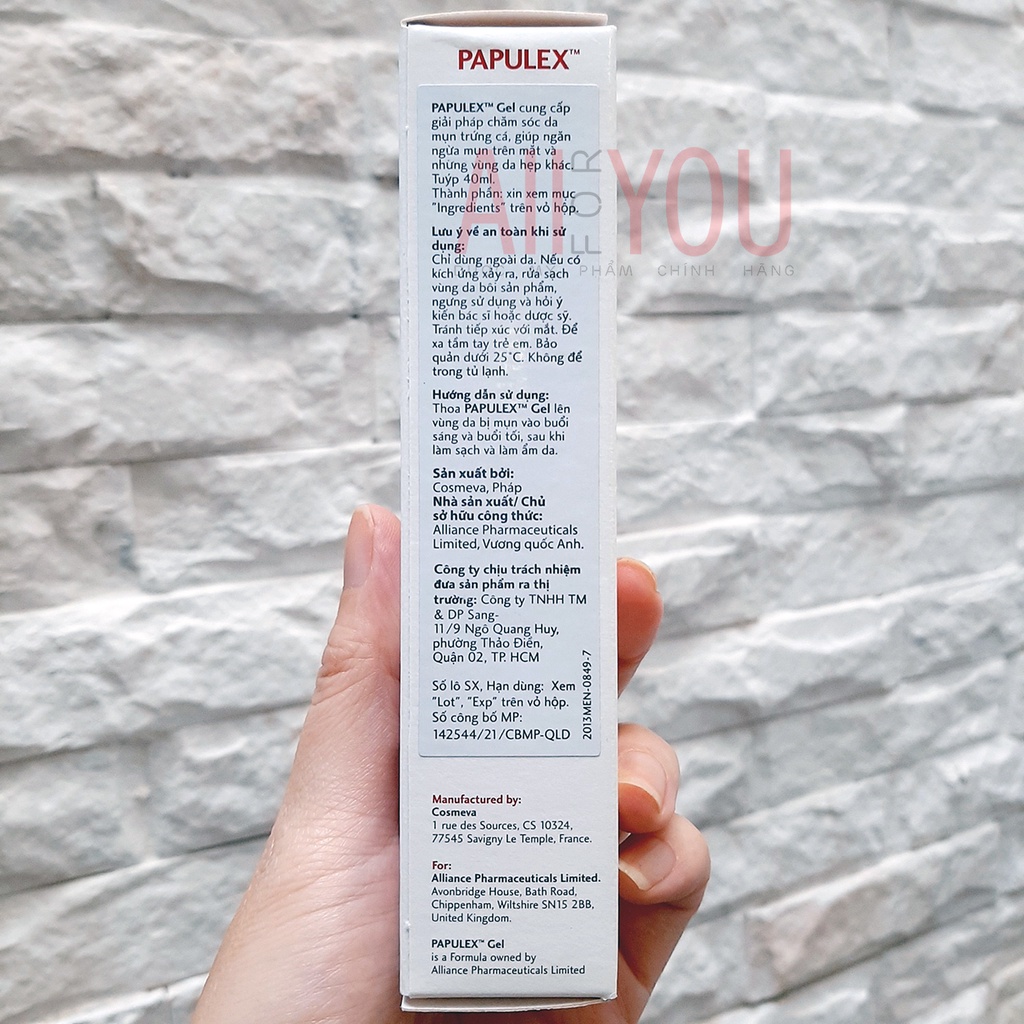 PAPULEX™
PAPULEX™ Gel cung cấp
giải pháp chăm sóc da
mụn trứng cá, giúp ngăn
ngừa mụn trên mặt và
những vùng da hẹp khác.
Tuýp 40ml.
Thành phần: xin xem mục
"Ingredients" trên vỏ hộp.
All FOR YOU
MỸ PHẨM CHÍNH HÃNG
Lưu ý về an toàn khi sử
dụng:
Chỉ dùng ngoài da. Nếu có
kích ứng xảy ra, rửa sạch
vùng da bôi sản phẩm,
ngưng sử dụng và hỏi ý
kiến bác sĩ hoặc dược sỹ.
Tránh tiếp xúc với mắt. Để
xa tầm tay trẻ em. Bảo
quản dưới 25°C. Không để
trong tủ lạnh.
Hướng dẫn sử dụng:
Thoa PAPULEX™ Gel lên
vùng da bị mụn vào buổi
sáng và buổi tối, sau khi
làm sạch và làm ẩm da.
Sản xuất bởi:
Cosmeva, Pháp
Nhà sản xuất/ Chủ
sở hữu công thức:
Alliance Pharmaceuticals
Limited, Vương quốc Anh.
Công ty chịu trách nhiệm
đưa sản phẩm ra thị
trường: Công ty TNHH TM
& DP Sang-
11/9 Ngô Quang Huy,
phường Thảo Điền,
Quận 02, TP. HCM
Số lô SX, Hạn dùng: Xem
"Lot", "Exp" trên vỏ hộp.
Số công bố MP:
142544/21/CBMP-QLD
2013MEN-0849-7
Manufactured by:
Cosmeva
1 rue des Sources, CS 10324,
77545 Savigny Le Temple, France.
For:
Alliance Pharmaceuticals Limited.
Avonbridge House, Bath Road,
Chippenham, Wiltshire SN15 2BB,
United Kingdom.
PAPULEX™ Gel
is a Formula owned by
Alliance Pharmaceuticals Limited